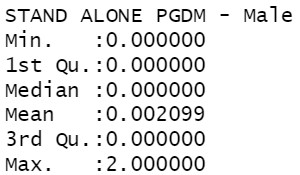 STAND ALONE PGDM - Male
Min.   :0.000000
1st Qu.:0.000000
Median :0.000000
Mean   :0.002099
3rd Qu.:0.000000
Max.   :2.000000